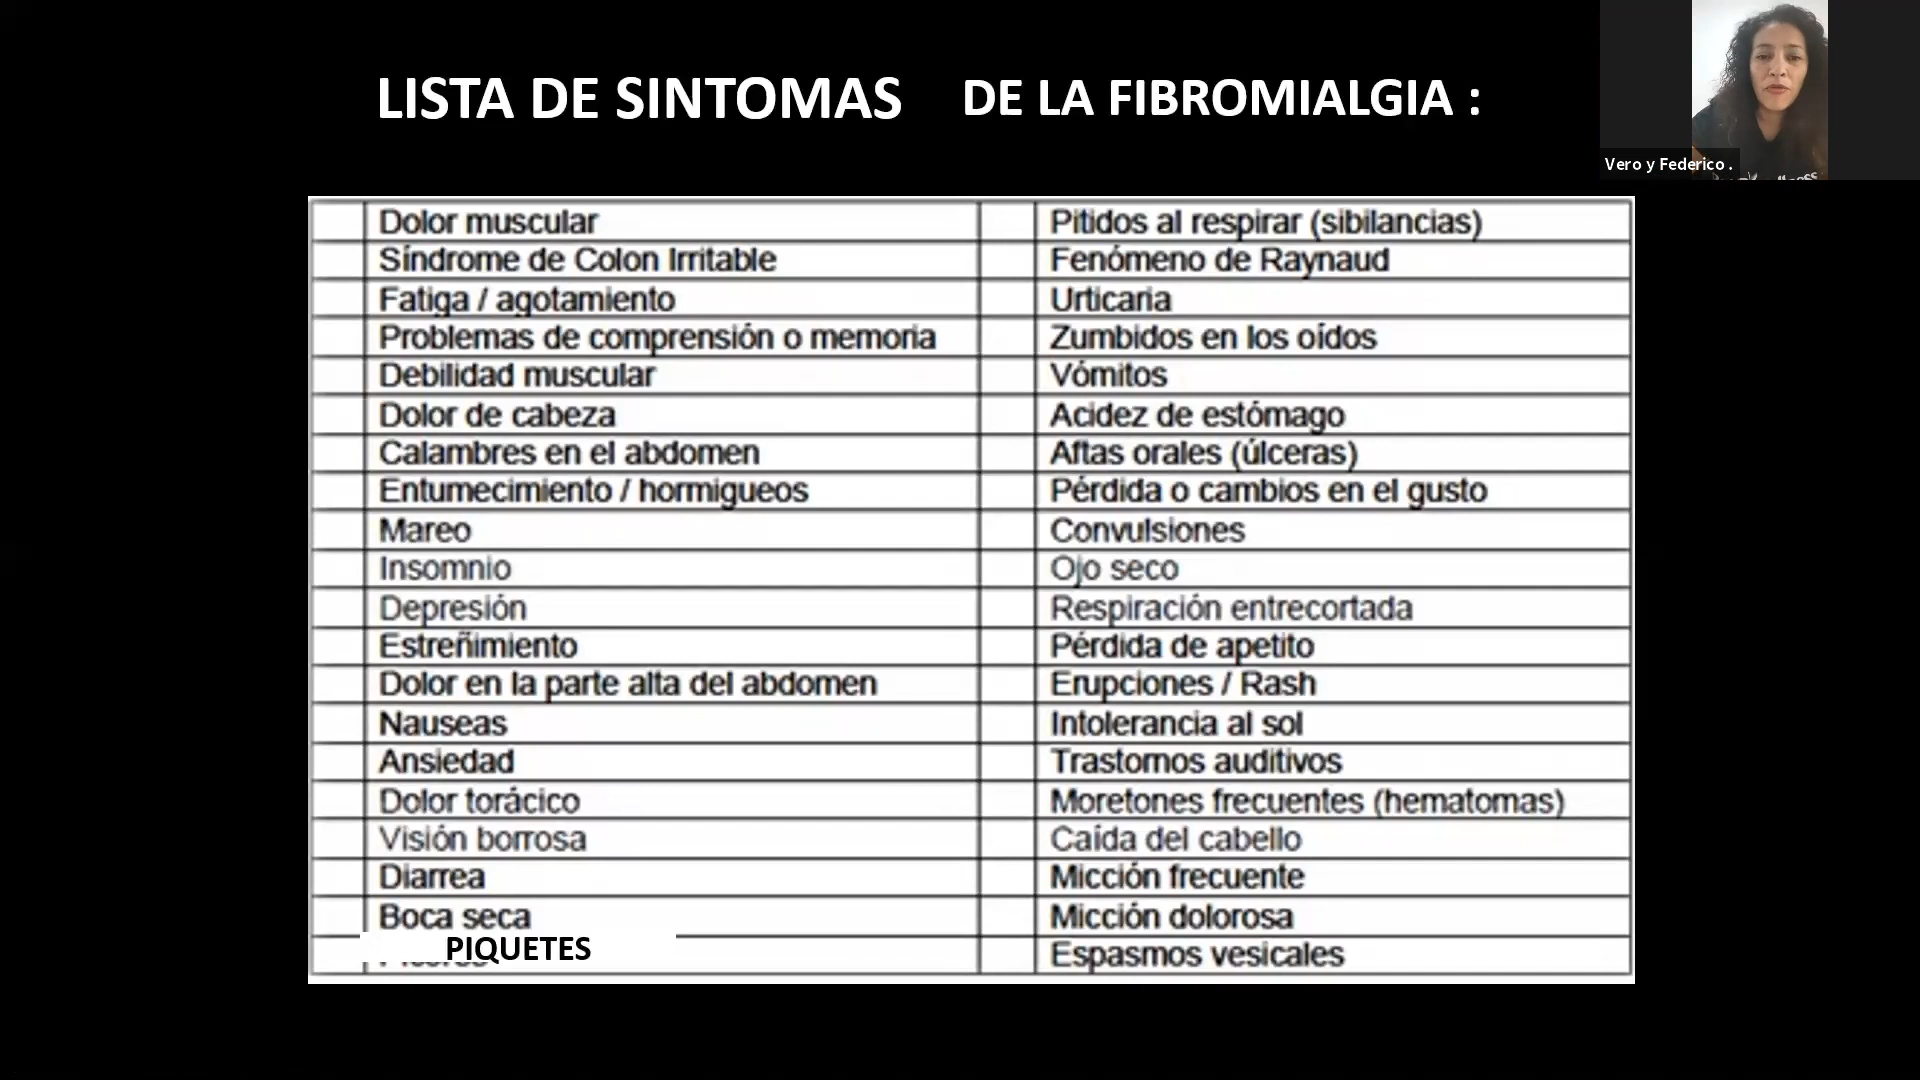 LISTA DE SINTOMAS DE LA FIBROMIALGIA :
Vero y Federico .
Dolor muscular
Síndrome de Colon Irritable
Fatiga / agotamiento
Problemas de comprensión o memoria
Debilidad muscular
Dolor de cabeza
Calambres en el abdomen
Entumecimiento / hormigueos
Mareo
Insomnio
Depresión
Estreñimiento
Dolor en la parte alta del abdomen
Nauseas
Ansiedad
Dolor torácico
Visión borrosa
Diarrea
Boca seca
PIQUETES
Pitidos al respirar (sibilancias)
Fenómeno de Raynaud
Urticaria
Zumbidos en los oídos
Vómitos
Acidez de estómago
Aftas orales (úlceras)
Pérdida o cambios en el gusto
Convulsiones
Ojo seco
Respiración entrecortada
Pérdida de apetito
Erupciones / Rash
Intolerancia al sol
Trastornos auditivos
Moretones frecuentes (hematomas)
Caída del cabello
Micción frecuente
Micción dolorosa
Espasmos vesicales